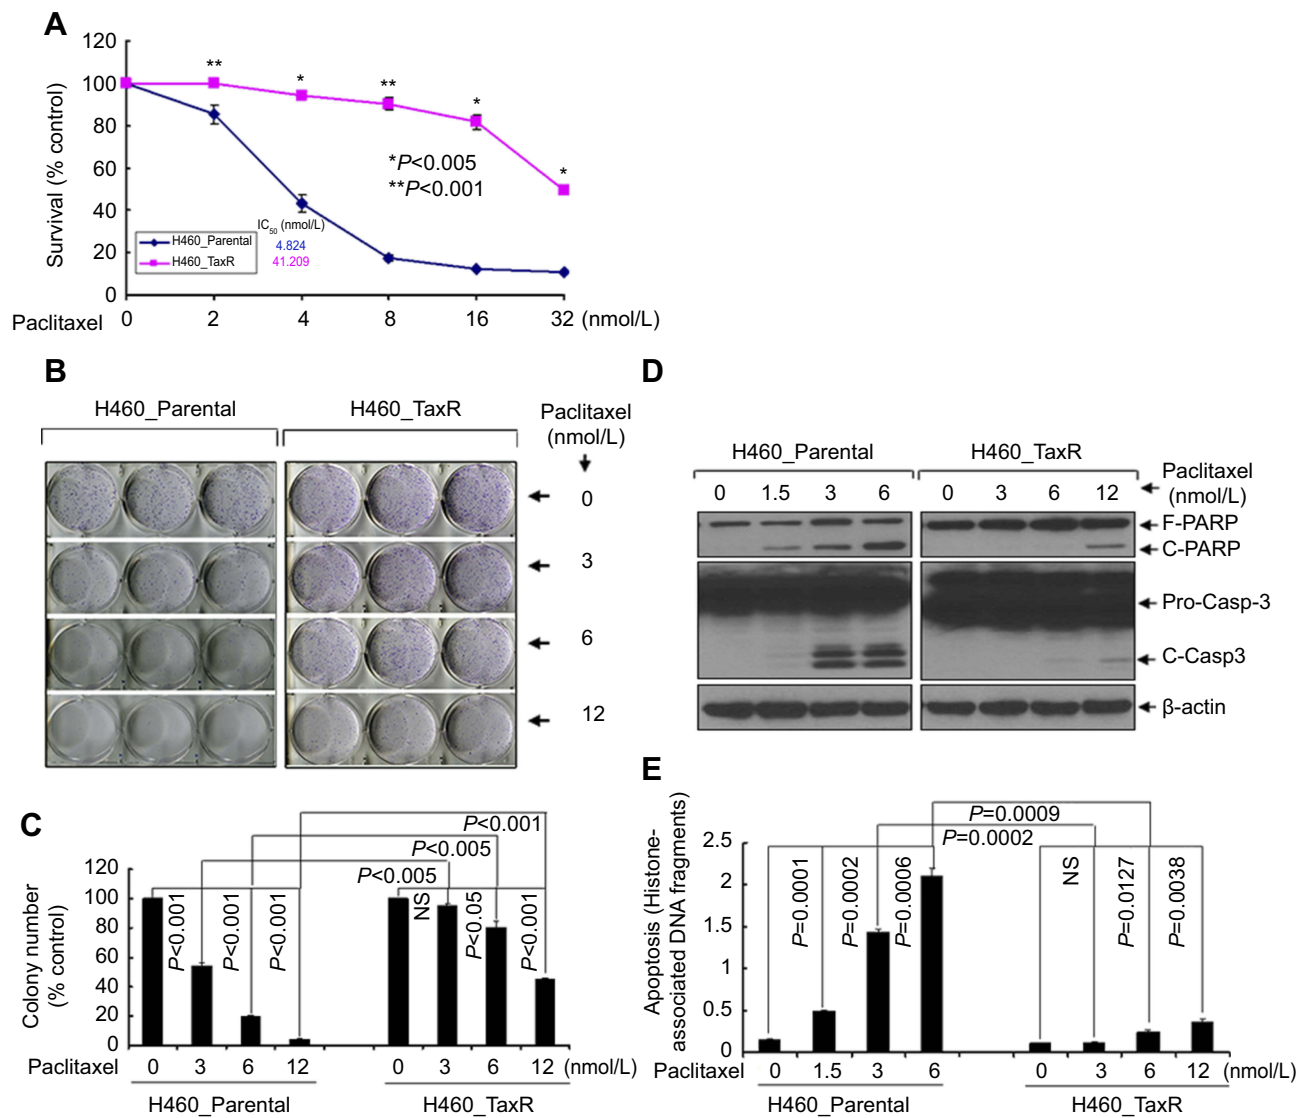 A
120
100
80
60
40
20
0
Survival (% control)
** * ** * *
*P<0.005
**P<0.001
IC50 (nmol/L)
H460_Parental 4.824
H460_TaxR 41.209
Paclitaxel 0 2 4 8 16 32 (nmol/L)
B
H460_Parental H460_TaxR Paclitaxel
(nmol/L)
0
3
6
12
C
Colony number
(% control)
120
100
80
60
40
20
0
P<0.001
P<0.005
P<0.005
P<0.001 P<0.001 P<0.001 NS P<0.05 P<0.001
Paclitaxel 0 3 6 12 0 3 6 12 (nmol/L)
H460_Parental H460_TaxR
D
H460_Parental H460_TaxR
0 1.5 3 6 0 3 6 12 Paclitaxel
(nmol/L)
F-PARP
C-PARP
Pro-Casp-3
C-Casp3
β-actin
E
Apoptosis (Histone-
associated DNA fragments)
2.5
2
1.5
1
0.5
0
P=0.0009
P=0.0002
P=0.0001 P=0.0002 P=0.0006 NS P=0.0127 P=0.0038
Paclitaxel 0 1.5 3 6 0 3 6 12 (nmol/L)
H460_Parental H460_TaxR